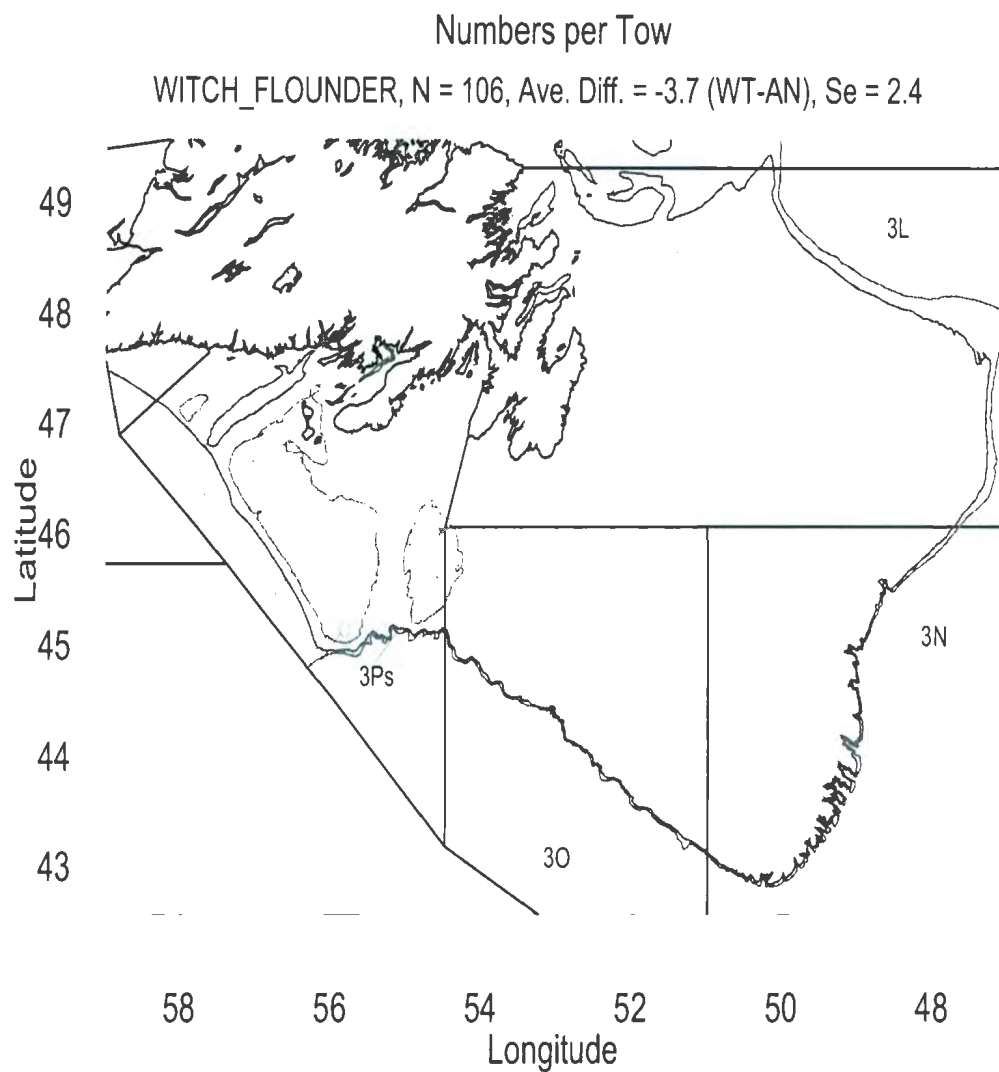 Numbers per Tow
WITCH_FLOUNDER, N = 106, Ave. Diff. = -3.7 (WT-AN), Se = 2.4
49
3L
48
47
Latitude
46
45
3N
3Ps
44
43
3O
58 56 54 52 50 48
Longitude